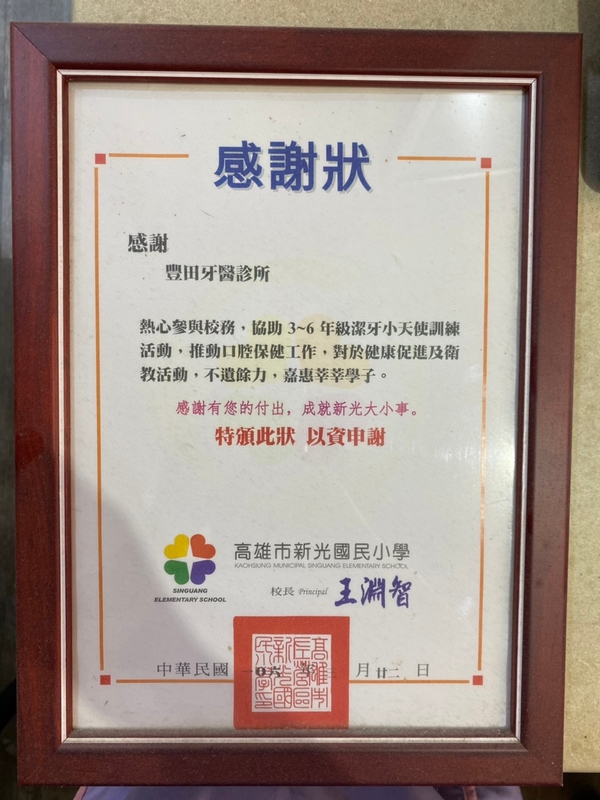 感謝狀
感謝
豐田牙醫診所
熱心參與校務，協助 3~6 年級潔牙小天使訓練
活動，推動口腔保健工作，對於健康促進及衛
教活動，不遺餘力，嘉惠莘莘學子。
感謝有您的付出，成就新光大小事。
特頒此狀 以資申謝
SINGUANG
ELEMENTARY SCHOOL
高雄市新光國民小學
KAOHSIUNG MUNICIPAL SINGUANG ELEMENTARY SCHOOL
校長 Principal 王淵智
中華民國 一 年 月廿二日